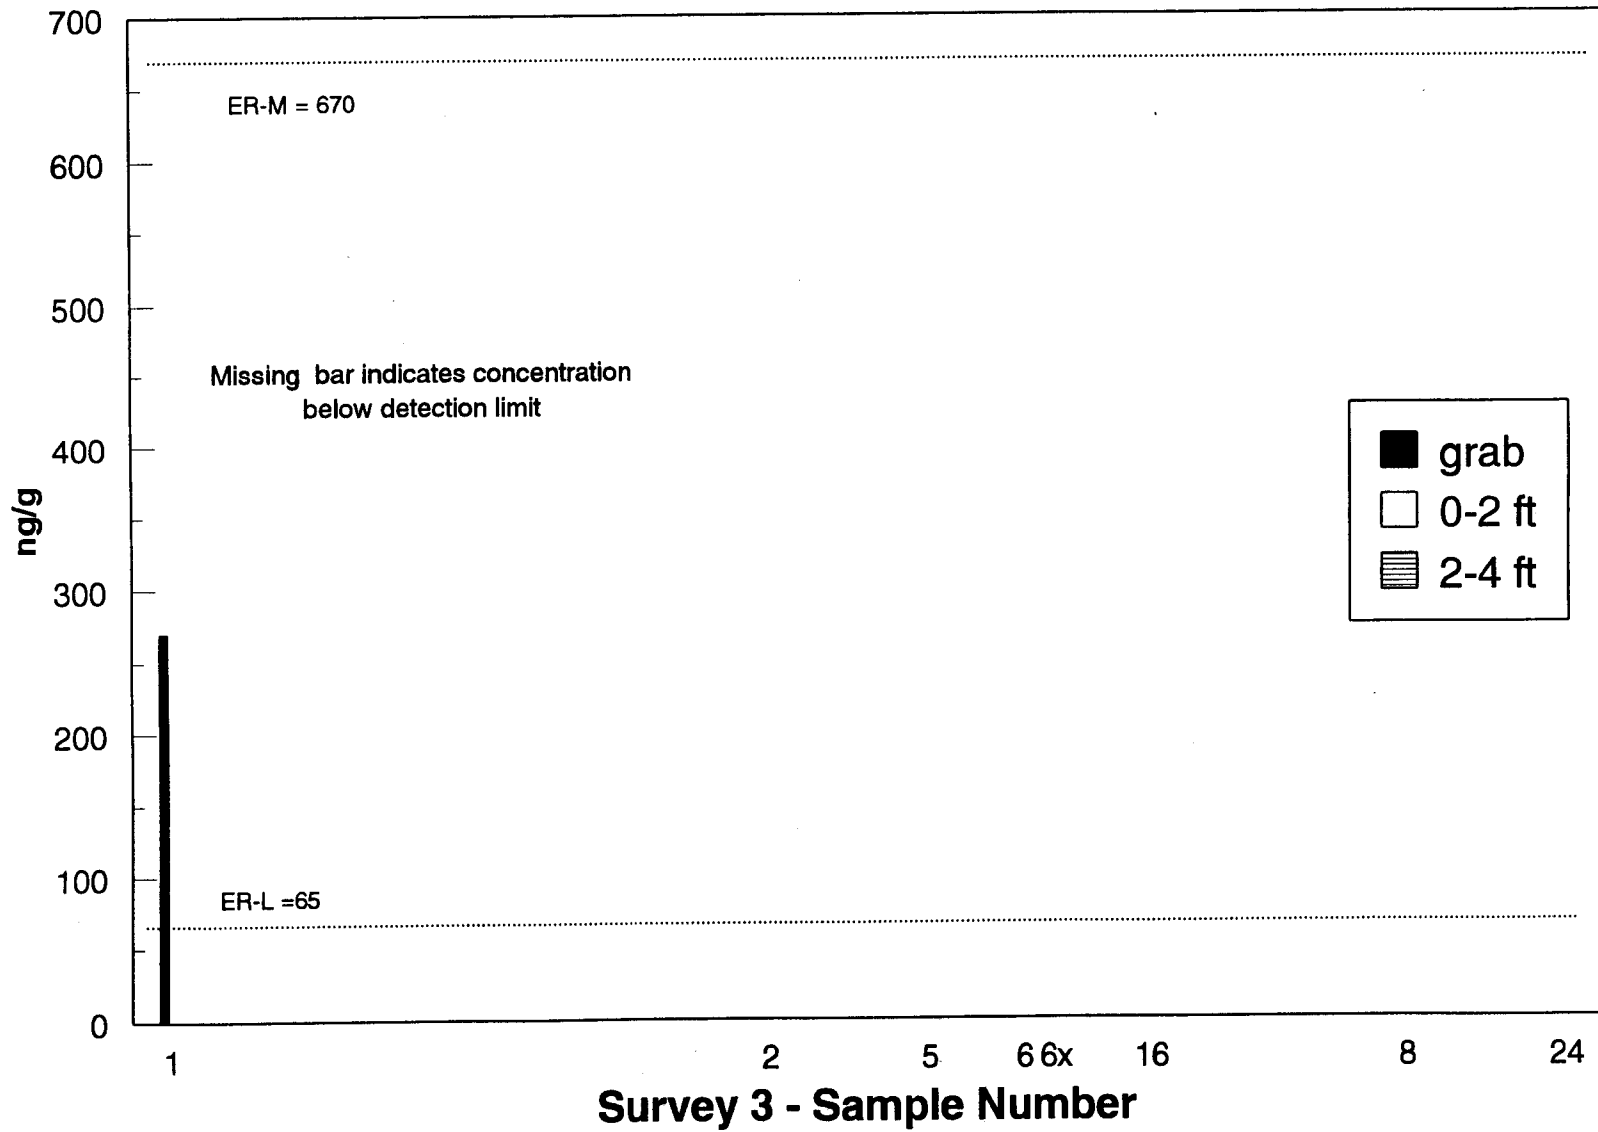 700
ER-M = 670
600
500
Missing bar indicates concentration
below detection limit
400
ng/g
300
200
100
ER-L =65
0
grab
0-2 ft
2-4 ft
1 2 5 6 6x 16 8 24
Survey 3 - Sample Number